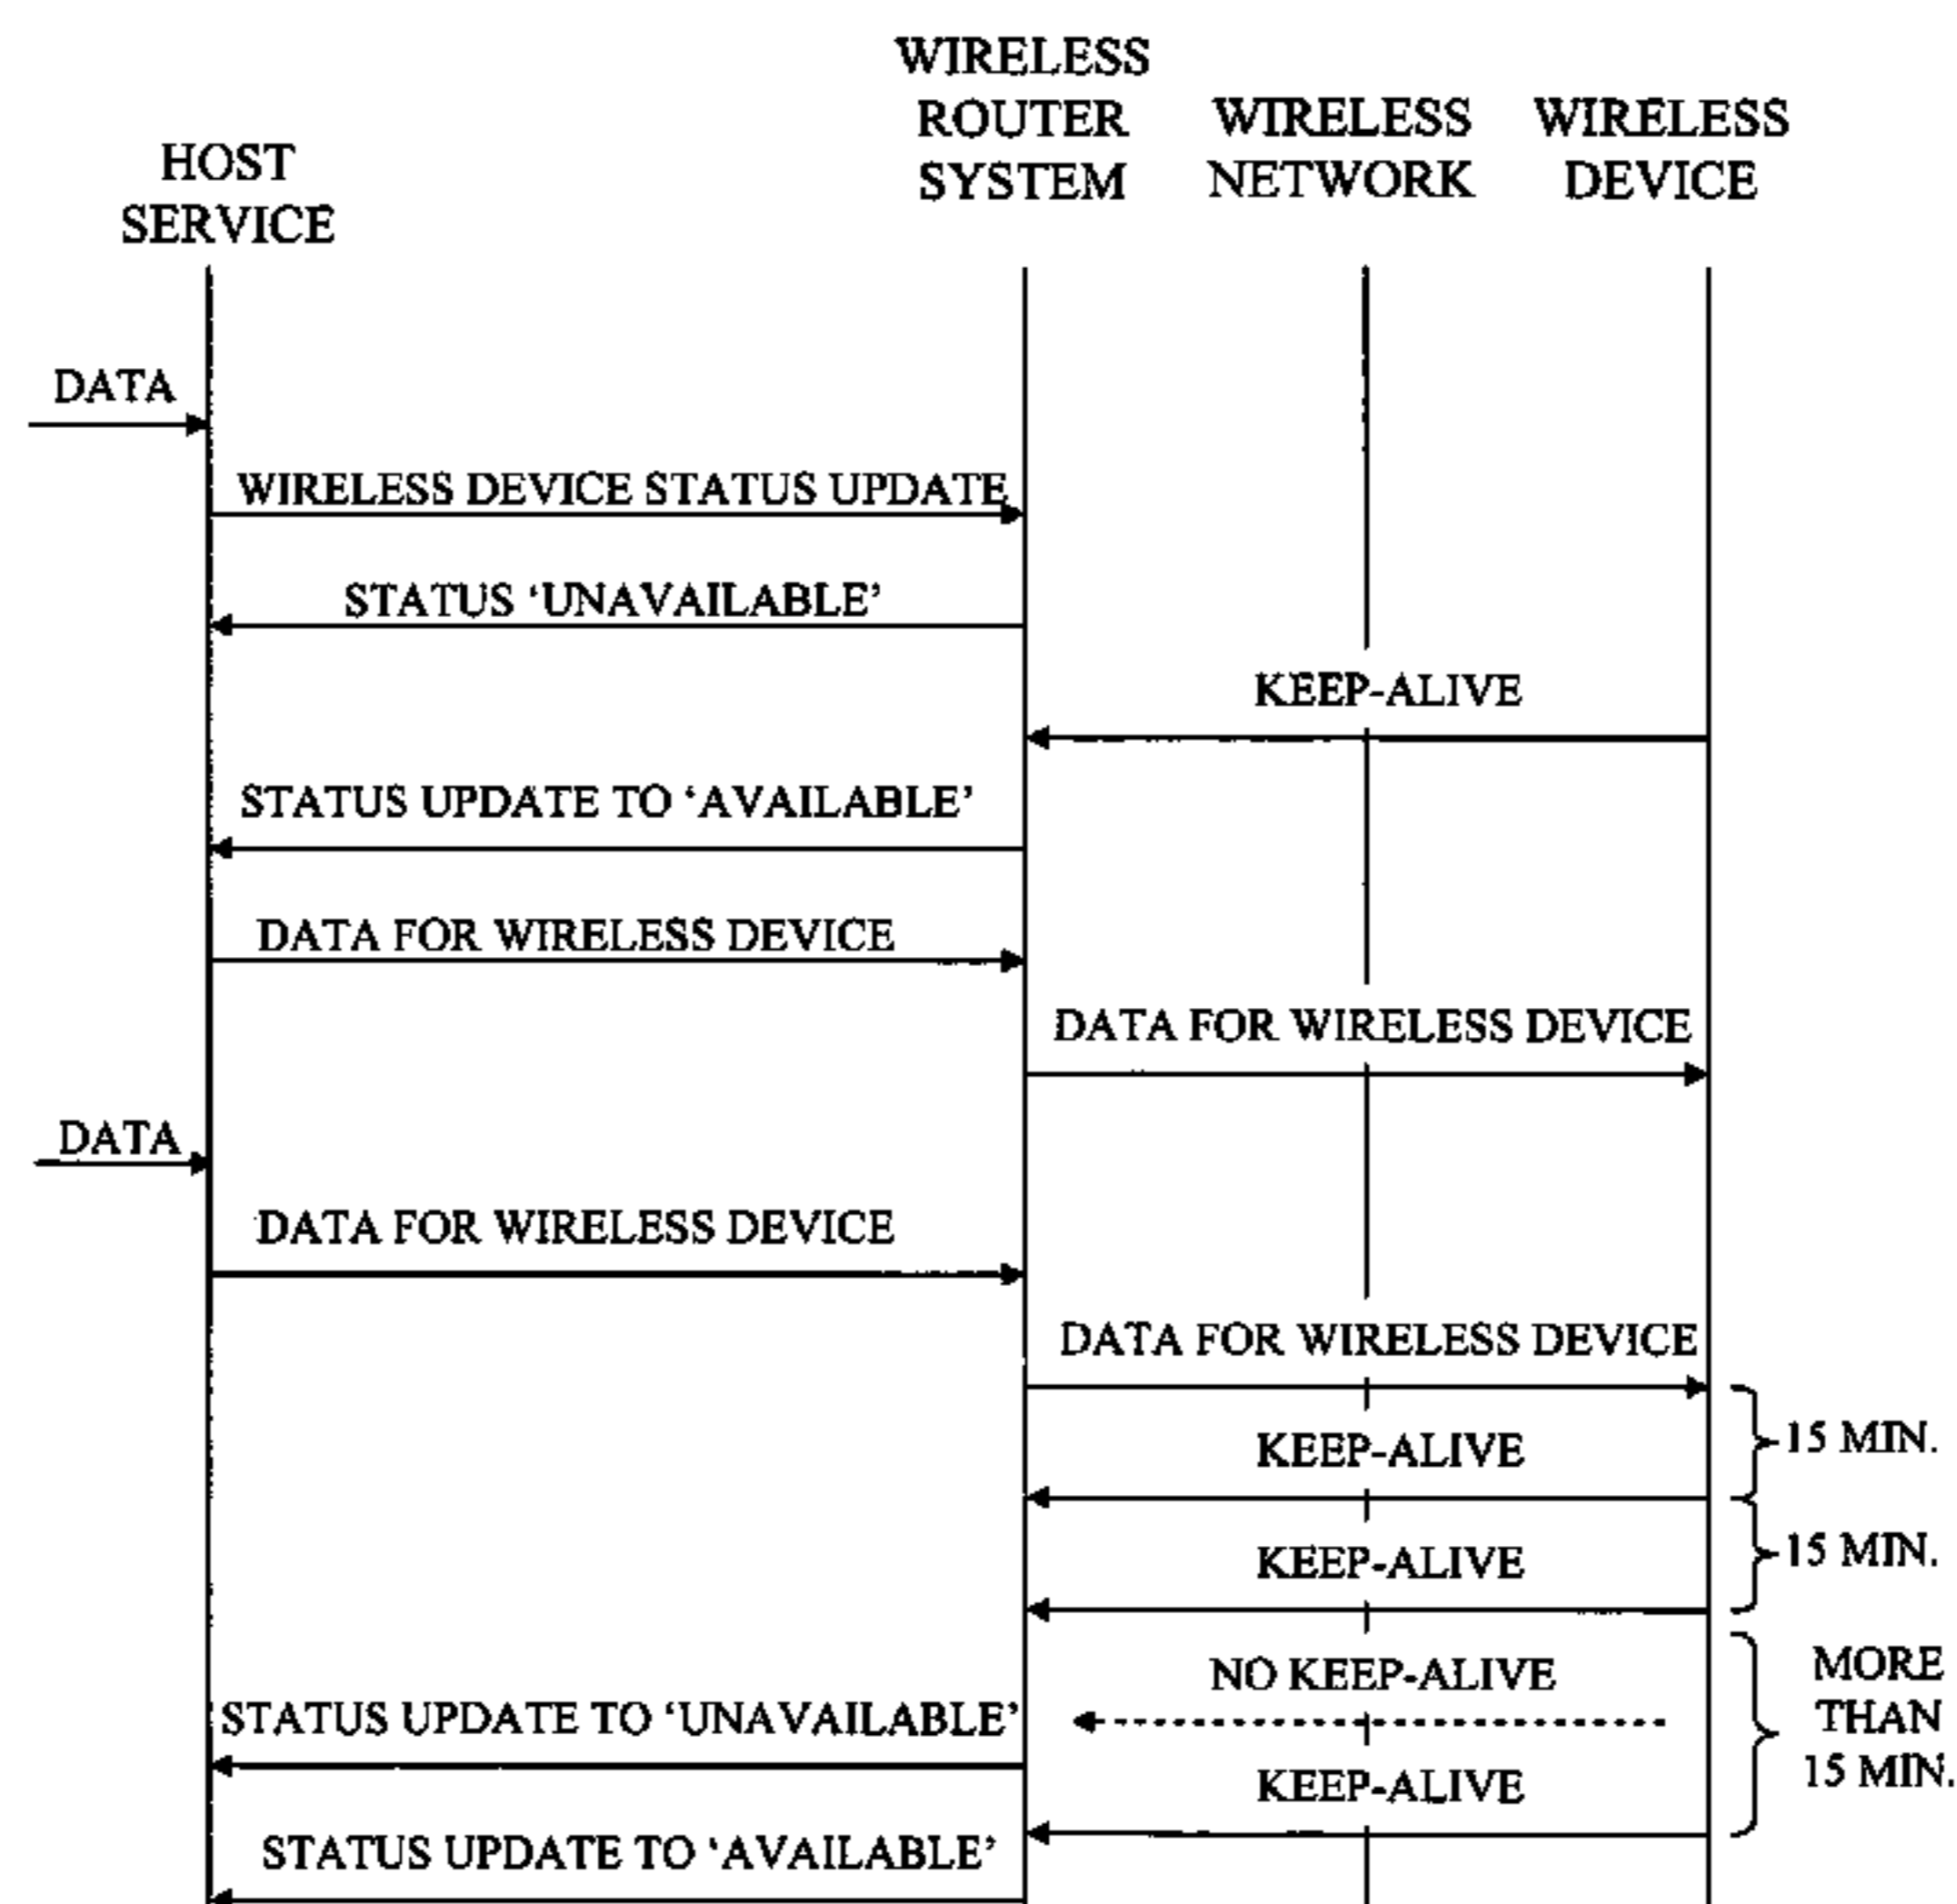 WIRELESS
ROUTER
SYSTEM
WIRELESS
NETWORK
WIRELESS
DEVICE
HOST
SERVICE
DATA
WIRELESS DEVICE STATUS UPDATE
STATUS ‘UNAVAILABLE’
KEEP-ALIVE
STATUS UPDATE TO ‘AVAILABLE’
DATA FOR WIRELESS DEVICE
DATA FOR WIRELESS DEVICE
DATA
DATA FOR WIRELESS DEVICE
DATA FOR WIRELESS DEVICE
KEEP-ALIVE
15 MIN.
KEEP-ALIVE
15 MIN.
NO KEEP-ALIVE
MORE
THAN
15 MIN.
STATUS UPDATE TO ‘UNAVAILABLE’
KEEP-ALIVE
STATUS UPDATE TO ‘AVAILABLE’